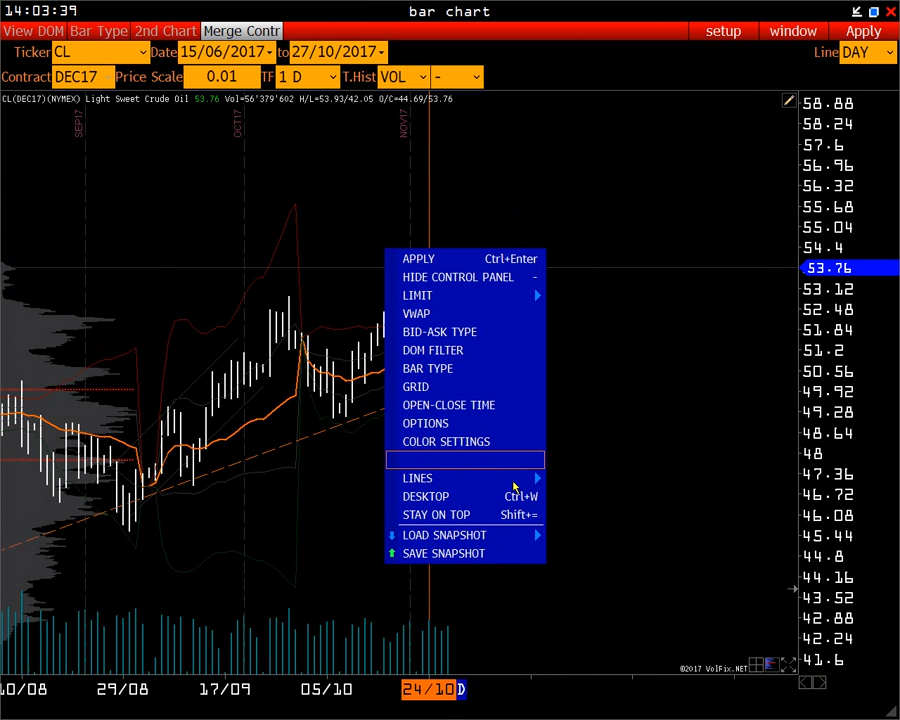 14:03:39 bar chart
View DOM Bar Type 2nd Chart Merge Contr setup window Apply
Ticker CL Date 15/06/2017 to 27/10/2017 Line DAY
Contract DEC17 Price Scale 0.01 TF 1 D T.Hist VOL -
CL(DEC17)(NYMEX) Light Sweet Crude Oil 53.76 Vol=56'379'602 H/L=53.93/42.05 O/C=44.69/53.76
SEP17
OCT17
NOV17
58.88
58.24
57.6
56.96
56.32
55.68
55.04
54.4
53.76
53.12
52.48
51.84
51.2
50.56
49.92
49.28
48.64
48
47.36
46.72
46.08
45.44
44.8
44.16
43.52
42.88
42.24
41.6
APPLY Ctrl+Enter
HIDE CONTROL PANEL -
LIMIT
VWAP
BID-ASK TYPE
DOM FILTER
BAR TYPE
GRID
OPEN-CLOSE TIME
OPTIONS
COLOR SETTINGS
LINES
DESKTOP Ctrl+W
STAY ON TOP Shift+=
LOAD SNAPSHOT
SAVE SNAPSHOT
©2017 VolFix.NET
10/08 29/08 17/09 05/10 24/10 D